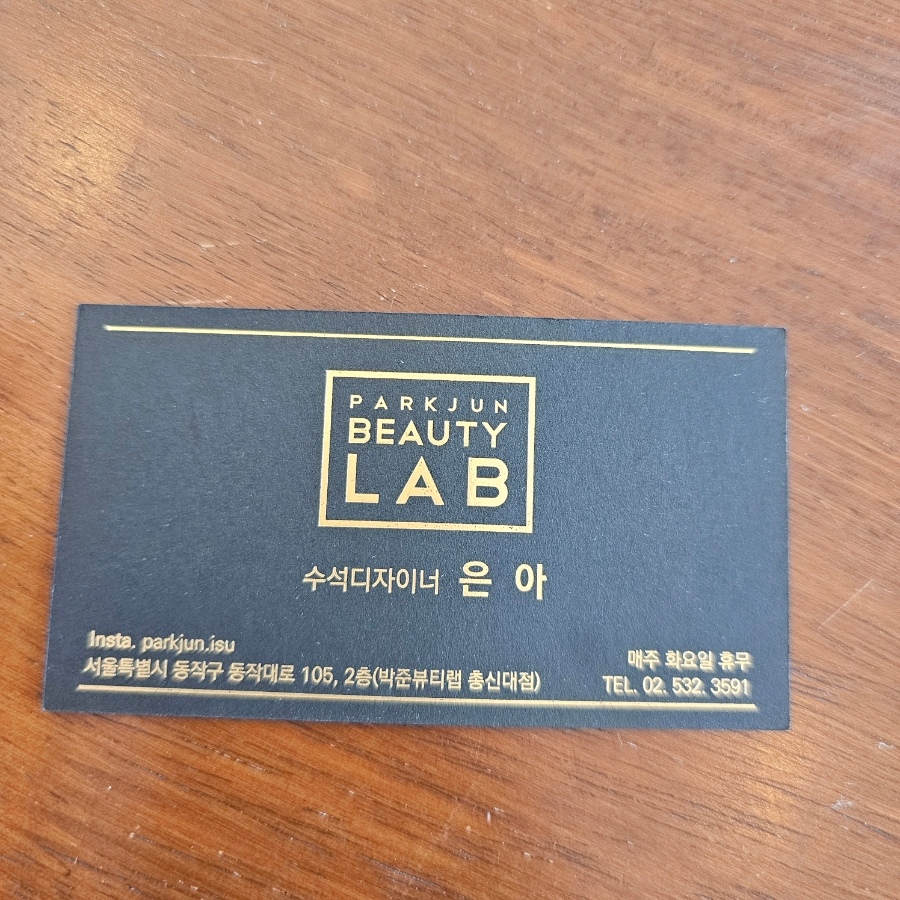 PARKJUN
BEAUTY
LAB
수석디자이너 은 아
Insta. parkjun.isu
서울특별시 동작구 동작대로 105, 2층(박준뷰티랩 총신대점)
매주 화요일 휴무
TEL. 02. 532. 3591